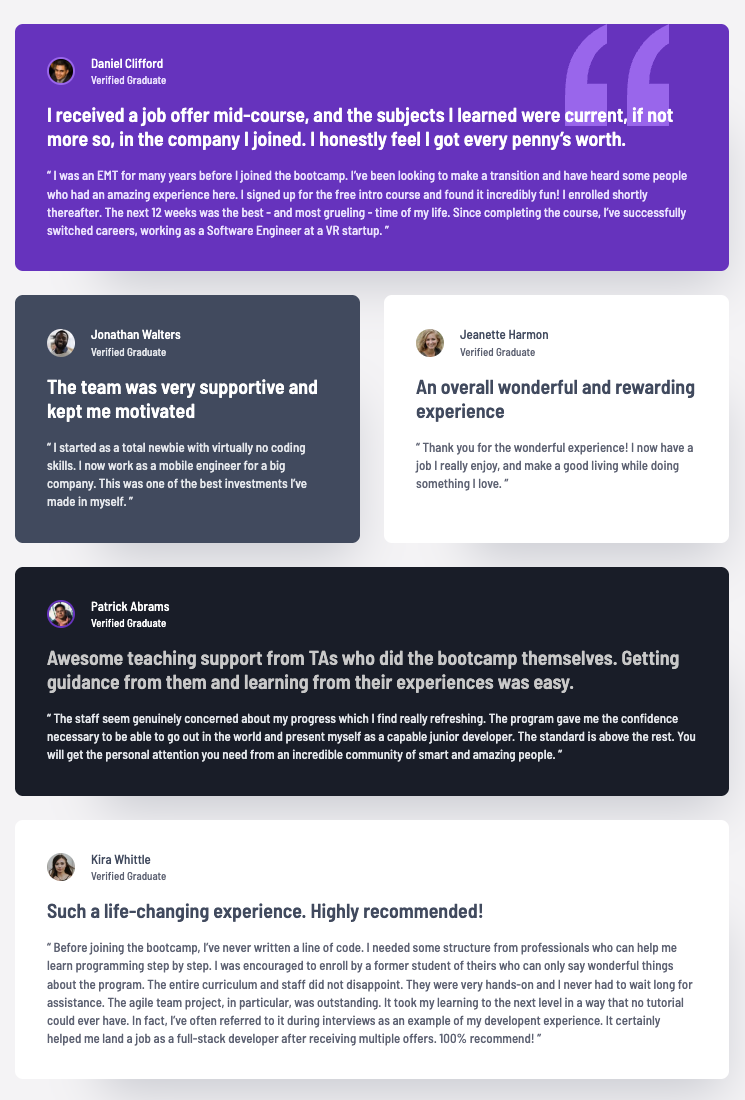 Daniel Clifford
Verified Graduate
I received a job offer mid-course, and the subjects I learned were current, if not
more so, in the company I joined. I honestly feel I got every penny’s worth.
“ I was an EMT for many years before I joined the bootcamp. I’ve been looking to make a transition and have heard some people
who had an amazing experience here. I signed up for the free intro course and found it incredibly fun! I enrolled shortly
thereafter. The next 12 weeks was the best - and most grueling - time of my life. Since completing the course, I’ve successfully
switched careers, working as a Software Engineer at a VR startup. ”
Jonathan Walters
Verified Graduate
The team was very supportive and
kept me motivated
“ I started as a total newbie with virtually no coding
skills. I now work as a mobile engineer for a big
company. This was one of the best investments I’ve
made in myself. ”
Jeanette Harmon
Verified Graduate
An overall wonderful and rewarding
experience
“ Thank you for the wonderful experience! I now have a
job I really enjoy, and make a good living while doing
something I love. ”
Patrick Abrams
Verified Graduate
Awesome teaching support from TAs who did the bootcamp themselves. Getting
guidance from them and learning from their experiences was easy.
“ The staff seem genuinely concerned about my progress which I find really refreshing. The program gave me the confidence
necessary to be able to go out in the world and present myself as a capable junior developer. The standard is above the rest. You
will get the personal attention you need from an incredible community of smart and amazing people. ”
Kira Whittle
Verified Graduate
Such a life-changing experience. Highly recommended!
“ Before joining the bootcamp, I’ve never written a line of code. I needed some structure from professionals who can help me
learn programming step by step. I was encouraged to enroll by a former student of theirs who can only say wonderful things
about the program. The entire curriculum and staff did not disappoint. They were very hands-on and I never had to wait long for
assistance. The agile team project, in particular, was outstanding. It took my learning to the next level in a way that no tutorial
could ever have. In fact, I’ve often referred to it during interviews as an example of my developent experience. It certainly
helped me land a job as a full-stack developer after receiving multiple offers. 100% recommend! ”